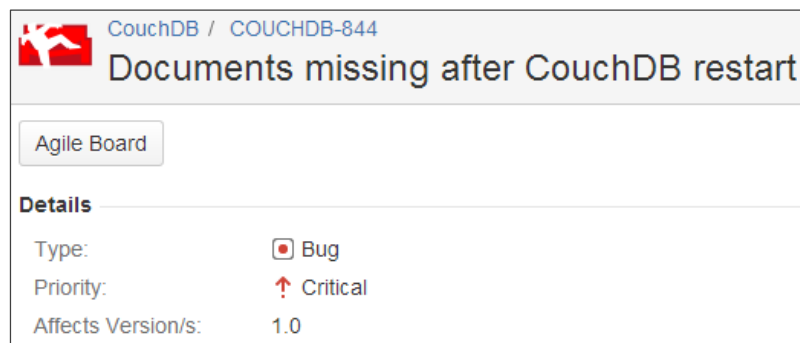 CouchDB / COUCHDB-844
Documents missing after CouchDB restart
Agile Board
Details
Type: Bug
Priority: Critical
Affects Version/s: 1.0